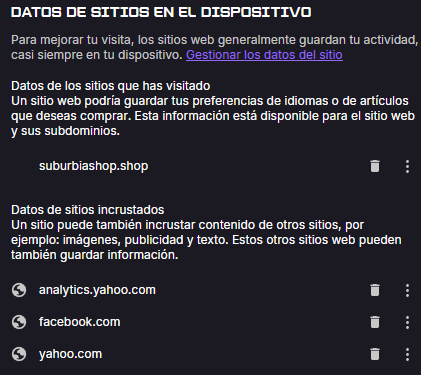 DATOS DE SITIOS EN EL DISPOSITIVO
Para mejorar tu visita, los sitios web generalmente guardan tu actividad,
casi siempre en tu dispositivo. Gestionar los datos del sitio
Datos de los sitios que has visitado
Un sitio web podría guardar tus preferencias de idiomas o de artículos
que deseas comprar. Esta información está disponible para el sitio web
y sus subdominios.
suburbiashop.shop
Datos de sitios incrustados
Un sitio puede también incrustar contenido de otros sitios, por
ejemplo: imágenes, publicidad y texto. Estos otros sitios web pueden
también guardar información.
analytics.yahoo.com
facebook.com
yahoo.com